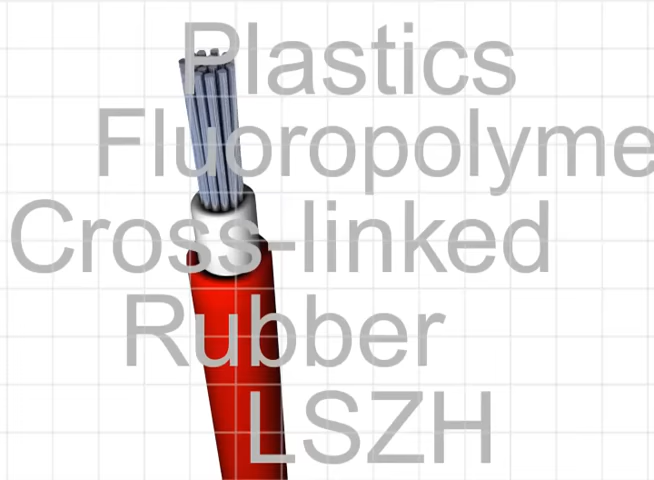 Plastics
Fluoropolyme
Cross-linked
Rubber
LSZH